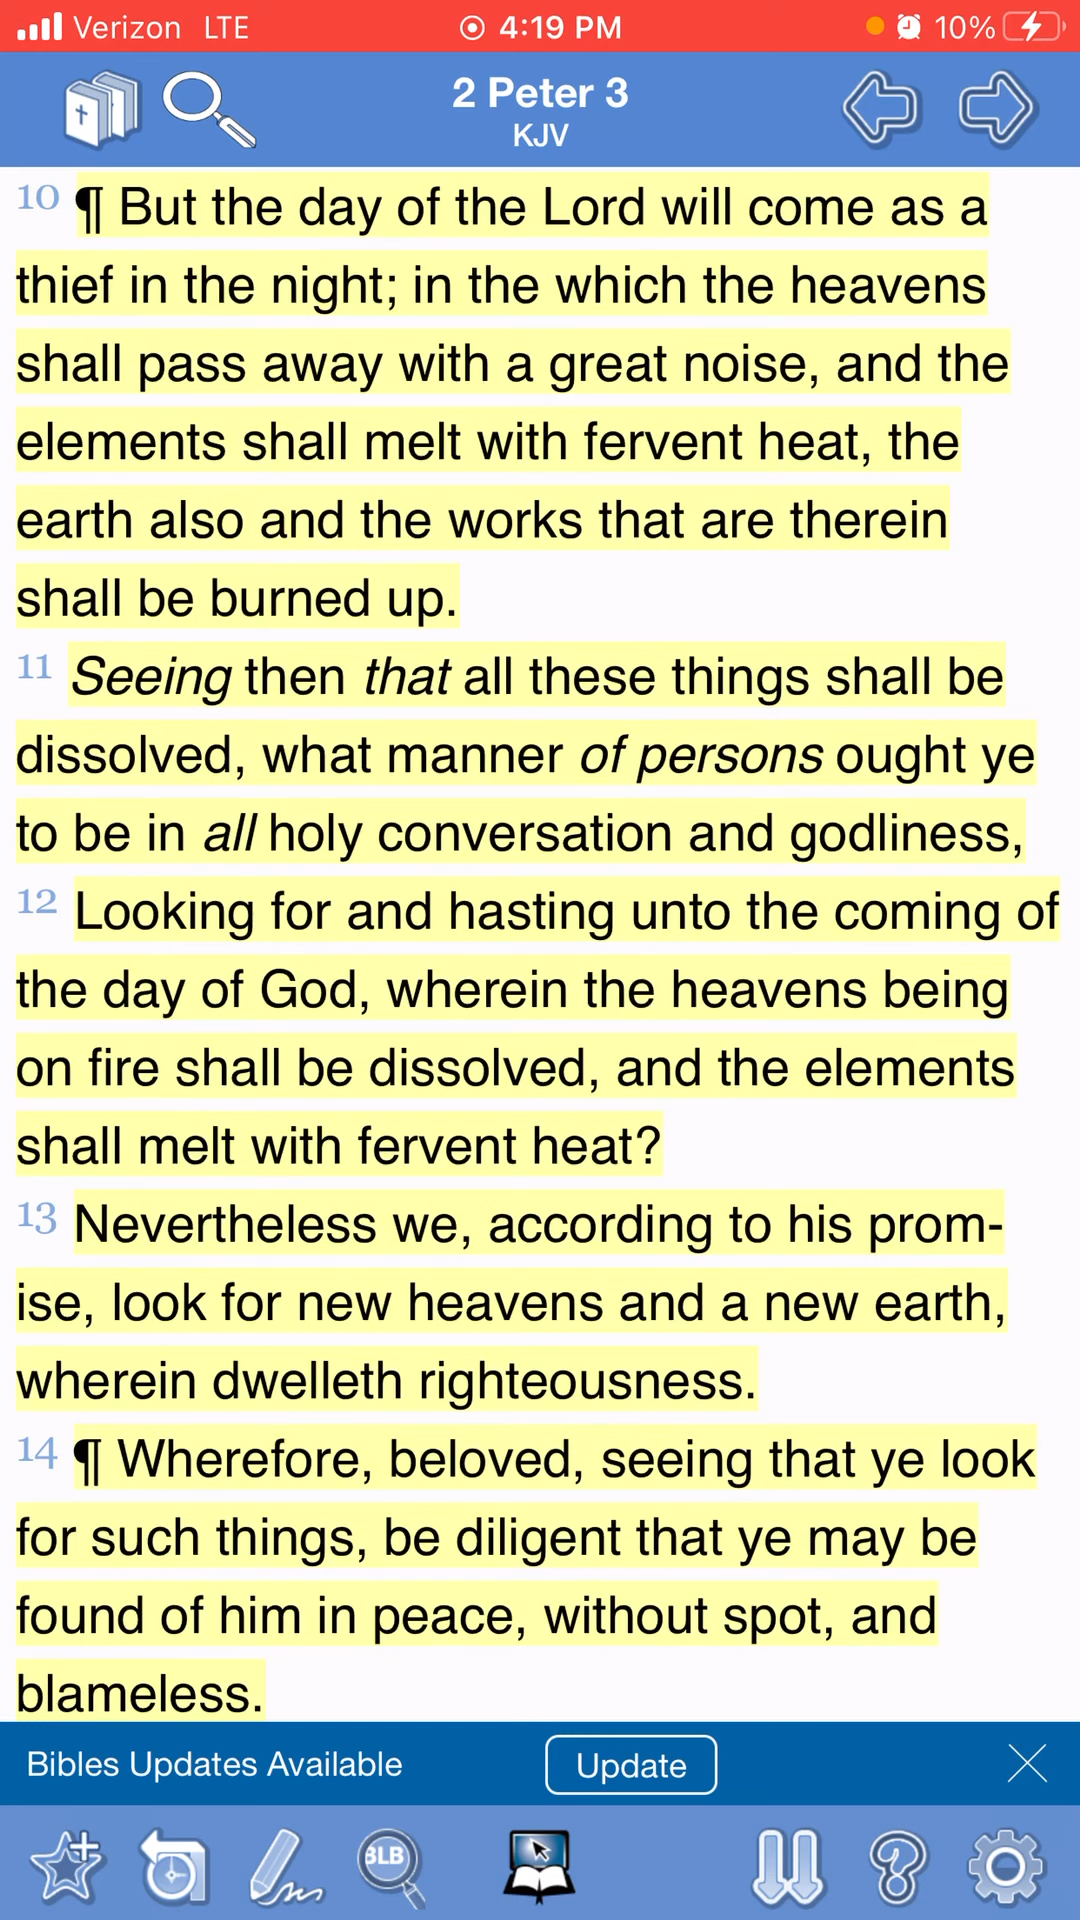 Verizon LTE 4:19 PM 10%
2 Peter 3
KJV
10 ¶ But the day of the Lord will come as a
thief in the night; in the which the heavens
shall pass away with a great noise, and the
elements shall melt with fervent heat, the
earth also and the works that are therein
shall be burned up.
11 Seeing then that all these things shall be
dissolved, what manner of persons ought ye
to be in all holy conversation and godliness,
12 Looking for and hasting unto the coming of
the day of God, wherein the heavens being
on fire shall be dissolved, and the elements
shall melt with fervent heat?
13 Nevertheless we, according to his prom-
ise, look for new heavens and a new earth,
wherein dwelleth righteousness.
14 ¶ Wherefore, beloved, seeing that ye look
for such things, be diligent that ye may be
found of him in peace, without spot, and
blameless.
Bibles Updates Available Update
BLB